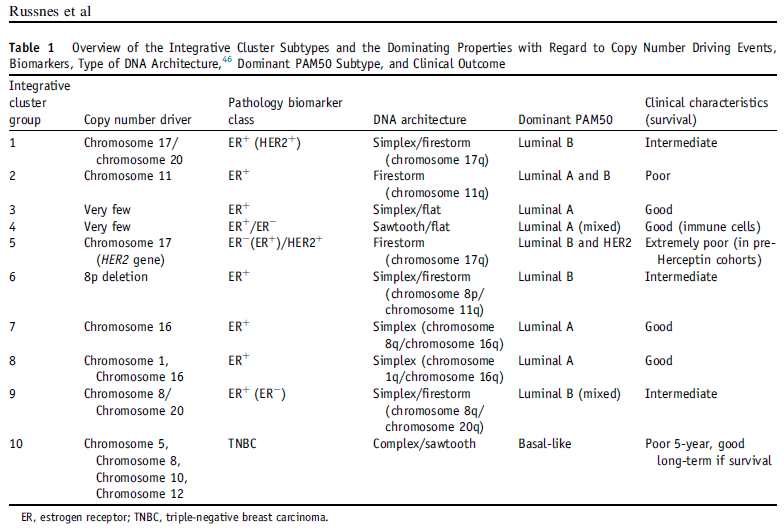 Russnes et al
Table 1 Overview of the Integrative Cluster Subtypes and the Dominating Properties with Regard to Copy Number Driving Events,
Biomarkers, Type of DNA Architecture,46 Dominant PAM50 Subtype, and Clinical Outcome
Integrative
cluster Pathology biomarker Clinical characteristics
group Copy number driver class DNA architecture Dominant PAM50 (survival)
1 Chromosome 17/ ER+ (HER2+) Simplex/firestorm Luminal B Intermediate
chromosome 20 (chromosome 17q)
2 Chromosome 11 ER+ Firestorm Luminal A and B Poor
(chromosome 11q)
3 Very few ER+ Simplex/flat Luminal A Good
4 Very few ER+/ER− Sawtooth/flat Luminal A (mixed) Good (immune cells)
5 Chromosome 17 ER−(ER+)/HER2+ Firestorm Luminal B and HER2 Extremely poor (in pre-
(HER2 gene) (chromosome 17q) Herceptin cohorts)
6 8p deletion ER+ Simplex/firestorm Luminal B Intermediate
(chromosome 8p/
chromosome 11q)
7 Chromosome 16 ER+ Simplex (chromosome Luminal A Good
8q/chromosome 16q)
8 Chromosome 1, ER+ Simplex (chromosome Luminal A Good
Chromosome 16 1q/chromosome 16q)
9 Chromosome 8/ ER+ (ER−) Simplex/firestorm Luminal B (mixed) Intermediate
Chromosome 20 (chromosome 8q/
chromosome 20q)
10 Chromosome 5, TNBC Complex/sawtooth Basal-like Poor 5-year, good
Chromosome 8, long-term if survival
Chromosome 10,
Chromosome 12
ER, estrogen receptor; TNBC, triple-negative breast carcinoma.